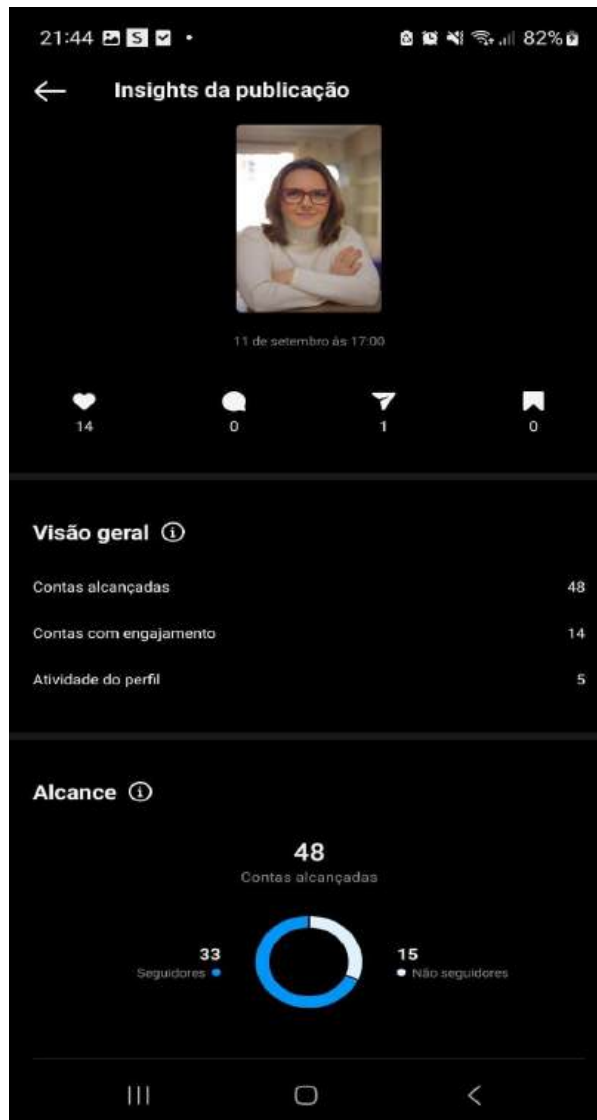 21:44 S 82%
Insights da publicação
11 de setembro às 17:00
14 0 1 0
Visão geral
Contas alcançadas 48
Contas com engajamento 14
Atividade do perfil 5
Alcance
48
Contas alcançadas
33 15
Seguidores Não seguidores